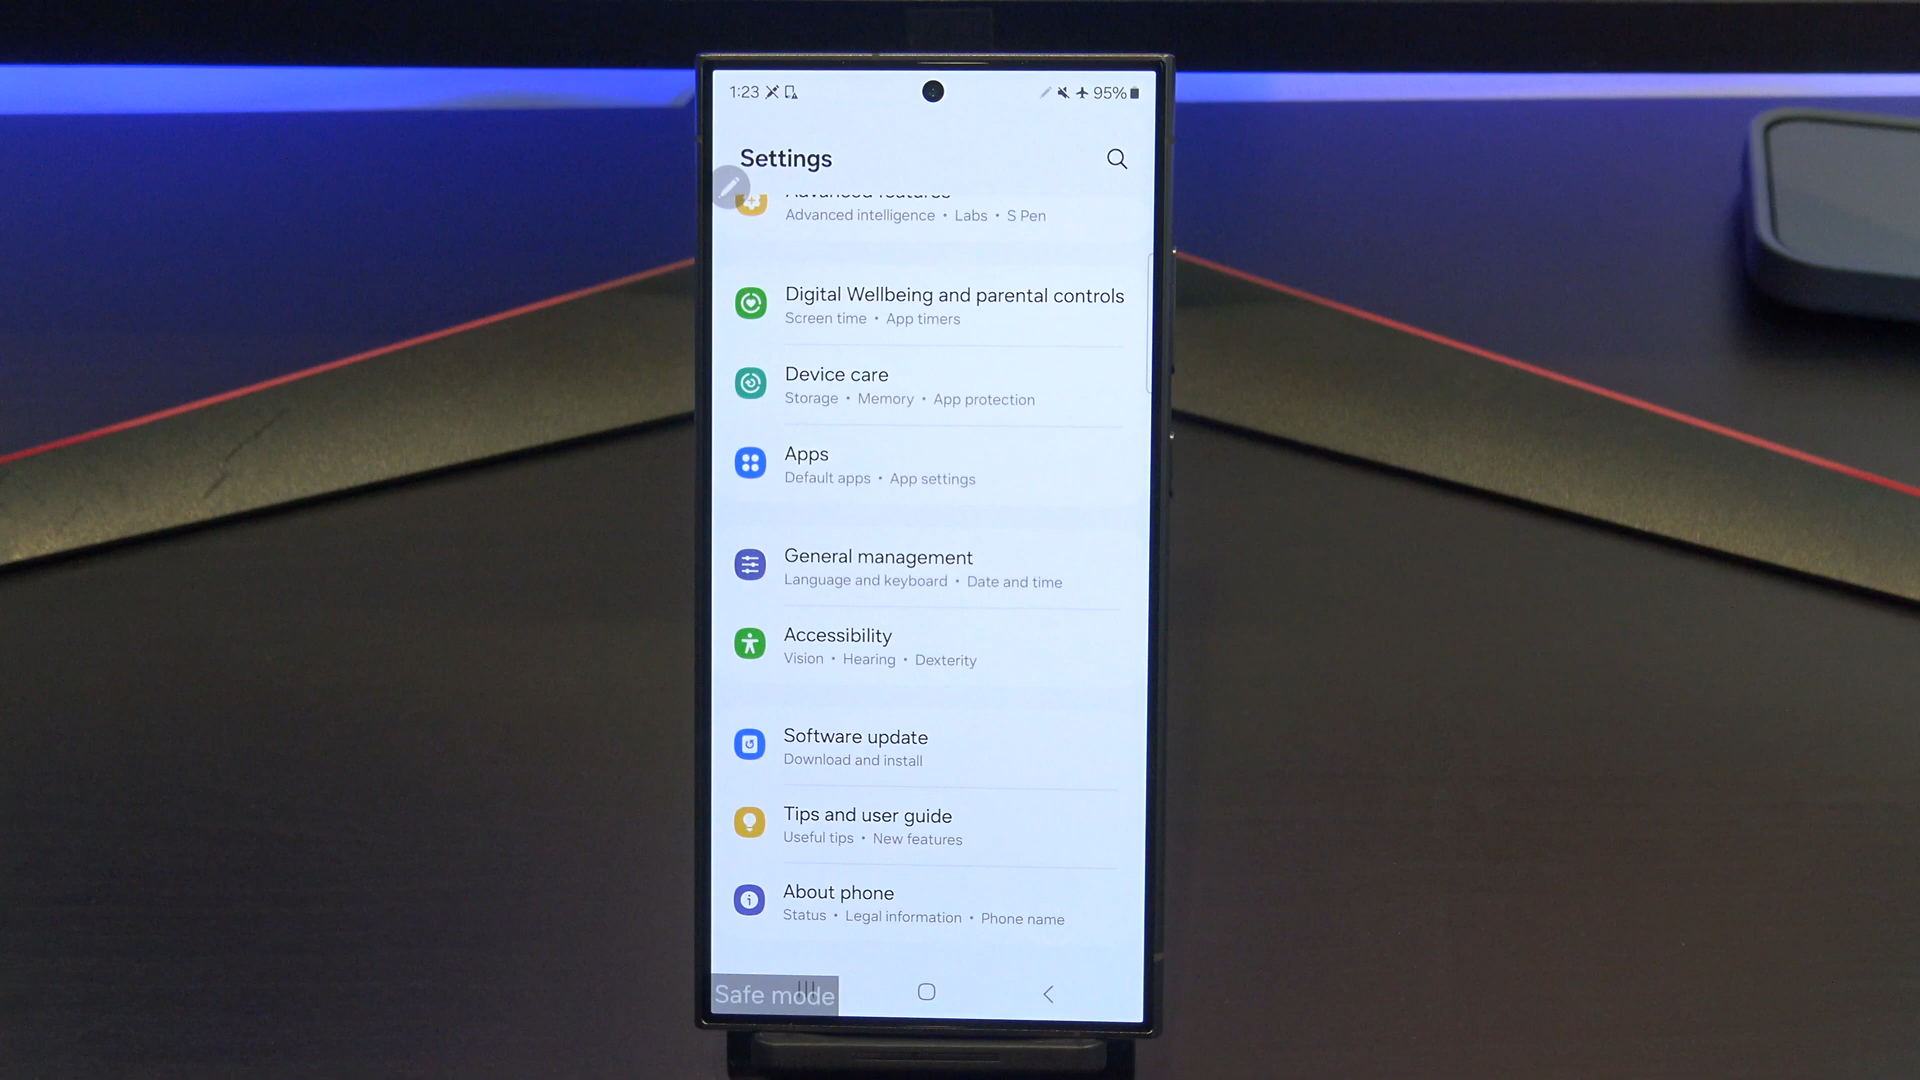 1:23 95%
Settings
Advanced features
Advanced intelligence • Labs • S Pen
Digital Wellbeing and parental controls
Screen time • App timers
Device care
Storage • Memory • App protection
Apps
Default apps • App settings
General management
Language and keyboard • Date and time
Accessibility
Vision • Hearing • Dexterity
Software update
Download and install
Tips and user guide
Useful tips • New features
About phone
Status • Legal information • Phone name
Safe mode